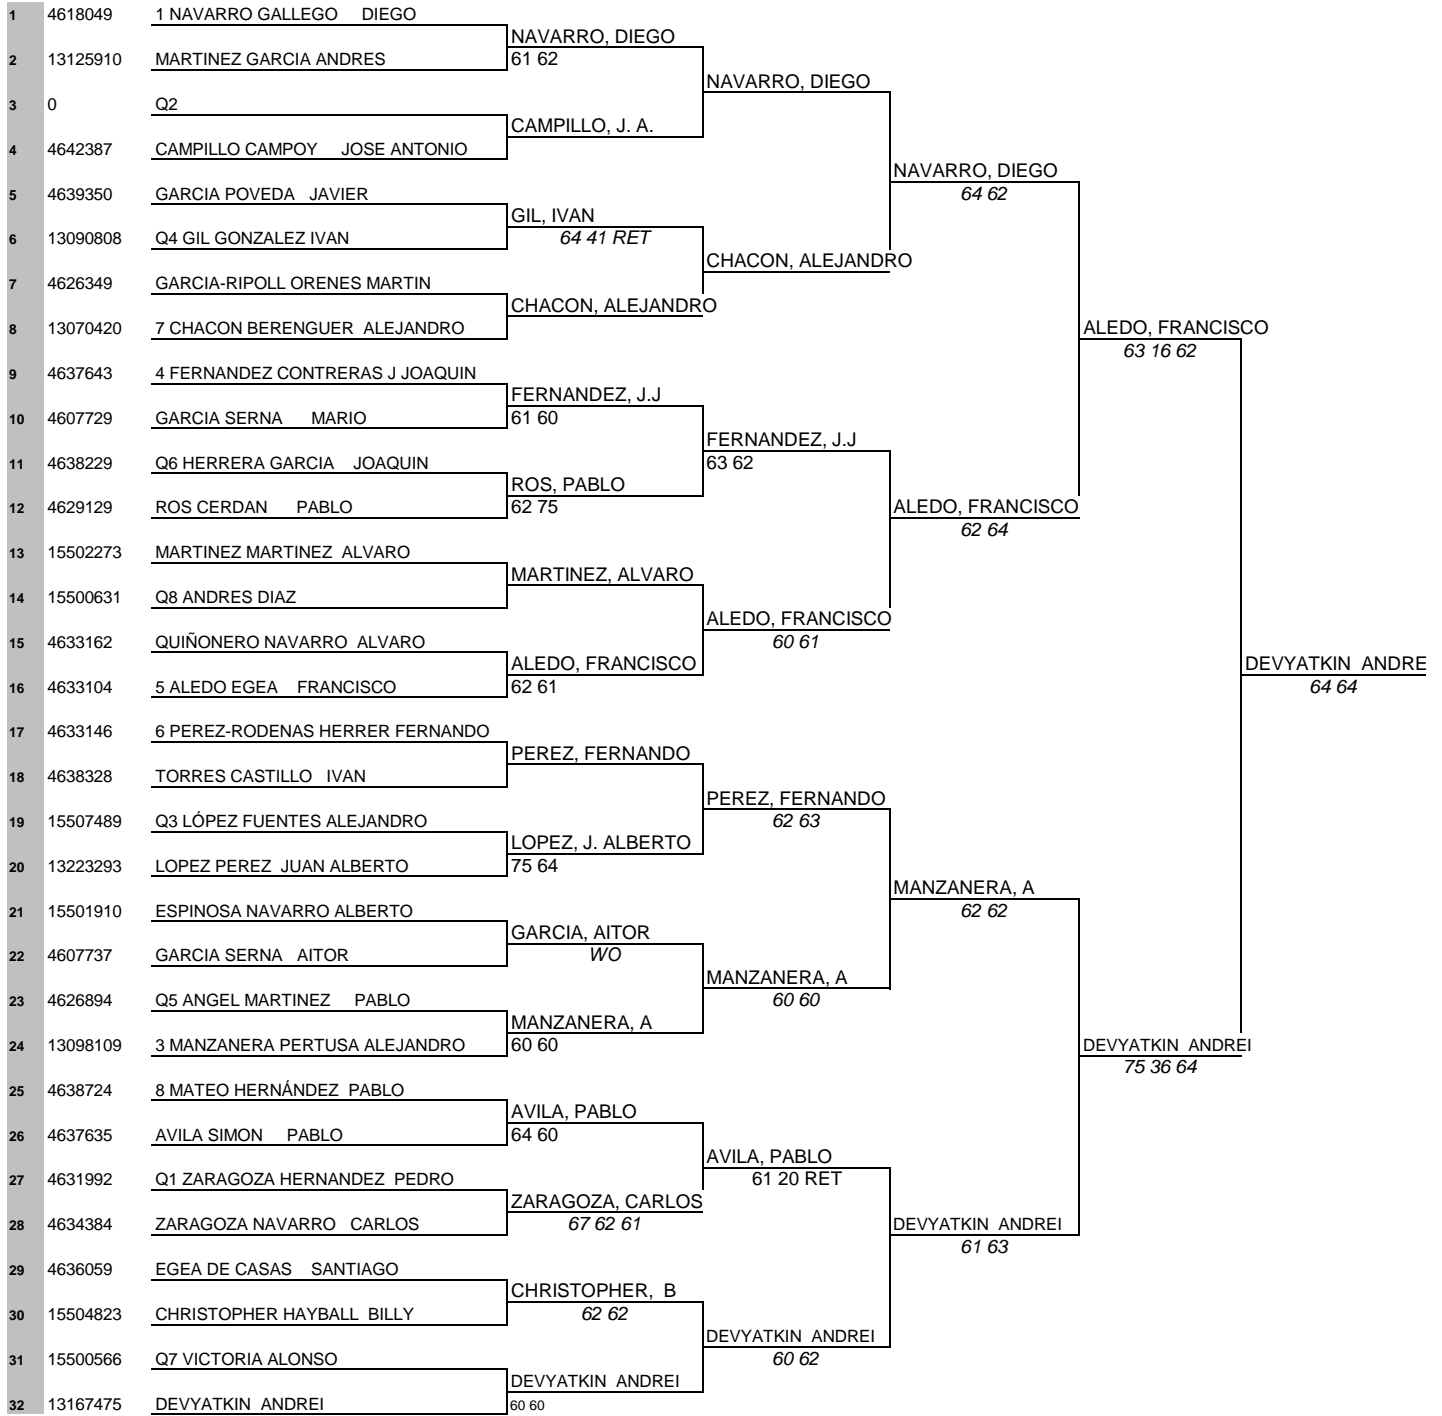 1 4618049 1 NAVARRO GALLEGO DIEGO
NAVARRO, DIEGO
2 13125910 MARTINEZ GARCIA ANDRES 61 62
NAVARRO, DIEGO
3 0 Q2
CAMPILLO, J. A.
4 4642387 CAMPILLO CAMPOY JOSE ANTONIO
NAVARRO, DIEGO
5 4639350 GARCIA POVEDA JAVIER 64 62
GIL, IVAN
6 13090808 Q4 GIL GONZALEZ IVAN 64 41 RET
CHACON, ALEJANDRO
7 4626349 GARCIA-RIPOLL ORENES MARTIN
CHACON, ALEJANDRO
8 13070420 7 CHACON BERENGUER ALEJANDRO ALEDO, FRANCISCO
63 16 62
9 4637643 4 FERNANDEZ CONTRERAS J JOAQUIN
FERNANDEZ, J.J
10 4607729 GARCIA SERNA MARIO 61 60
FERNANDEZ, J.J
11 4638229 Q6 HERRERA GARCIA JOAQUIN 63 62
ROS, PABLO
12 4629129 ROS CERDAN PABLO 62 75 ALEDO, FRANCISCO
62 64
13 15502273 MARTINEZ MARTINEZ ALVARO
MARTINEZ, ALVARO
14 15500631 Q8 ANDRES DIAZ
ALEDO, FRANCISCO
15 4633162 QUIÑONERO NAVARRO ALVARO 60 61
ALEDO, FRANCISCO DEVYATKIN ANDRE
16 4633104 5 ALEDO EGEA FRANCISCO 62 61 64 64
17 4633146 6 PEREZ-RODENAS HERRER FERNANDO
PEREZ, FERNANDO
18 4638328 TORRES CASTILLO IVAN
PEREZ, FERNANDO
19 15507489 Q3 LÓPEZ FUENTES ALEJANDRO 62 63
LOPEZ, J. ALBERTO
20 13223293 LOPEZ PEREZ JUAN ALBERTO 75 64
MANZANERA, A
21 15501910 ESPINOSA NAVARRO ALBERTO 62 62
GARCIA, AITOR
22 4607737 GARCIA SERNA AITOR WO
MANZANERA, A
23 4626894 Q5 ANGEL MARTINEZ PABLO 60 60
MANZANERA, A
24 13098109 3 MANZANERA PERTUSA ALEJANDRO 60 60 DEVYATKIN ANDREI
75 36 64
25 4638724 8 MATEO HERNÁNDEZ PABLO
AVILA, PABLO
26 4637635 AVILA SIMON PABLO 64 60
AVILA, PABLO
27 4631992 Q1 ZARAGOZA HERNANDEZ PEDRO 61 20 RET
ZARAGOZA, CARLOS
28 4634384 ZARAGOZA NAVARRO CARLOS 67 62 61 DEVYATKIN ANDREI
61 63
29 4636059 EGEA DE CASAS SANTIAGO
CHRISTOPHER, B
30 15504823 CHRISTOPHER HAYBALL BILLY 62 62
DEVYATKIN ANDREI
31 15500566 Q7 VICTORIA ALONSO 60 62
DEVYATKIN ANDREI
32 13167475 DEVYATKIN ANDREI 60 60